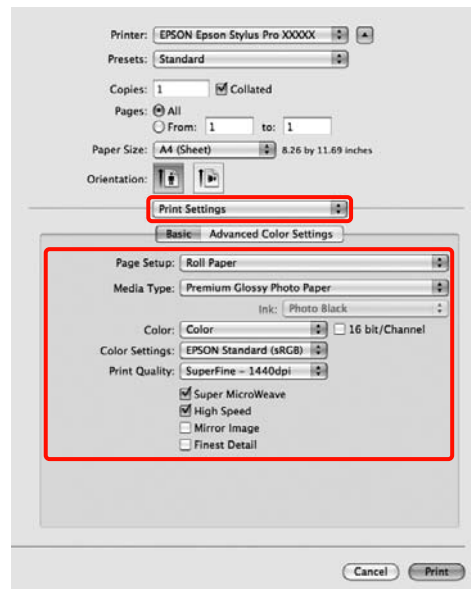 Printer: EPSON Epson Stylus Pro XXXXX
Presets: Standard
Copies: 1 Collated
Pages: All
From: 1 to: 1
Paper Size: A4 (Sheet) 8.26 by 11.69 inches
Orientation:
Print Settings
Basic Advanced Color Settings
Page Setup: Roll Paper
Media Type: Premium Glossy Photo Paper
Ink: Photo Black
Color: Color 16 bit/Channel
Color Settings: EPSON Standard (sRGB)
Print Quality: SuperFine - 1440dpi
Super MicroWeave
High Speed
Mirror Image
Finest Detail
Cancel Print